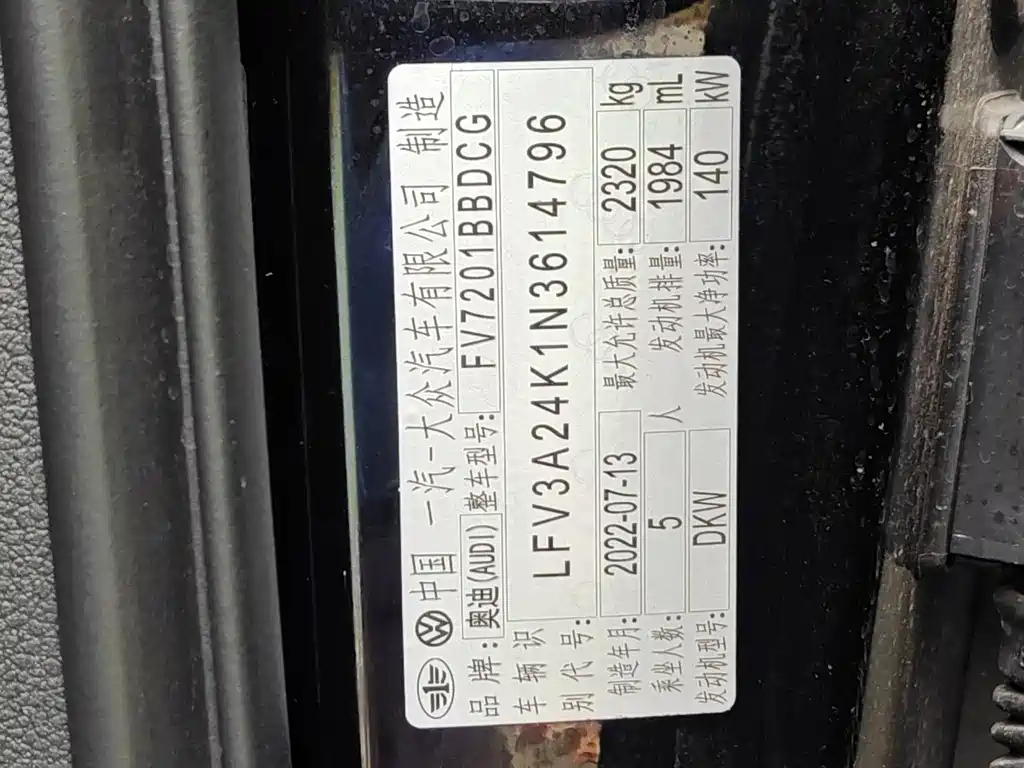 中国 一汽-大众汽车有限公司 制造
品牌:奥迪(AUDI) 整车型号:FV7201BBDCG
车辆识别代号:LFV3A24K1N3614796
制造年月:2022-07-13 最大允许总质量:2320 kg
乘坐人数:5 人 发动机排量:1984 mL
发动机型号:DKW 发动机最大净功率:140 kW